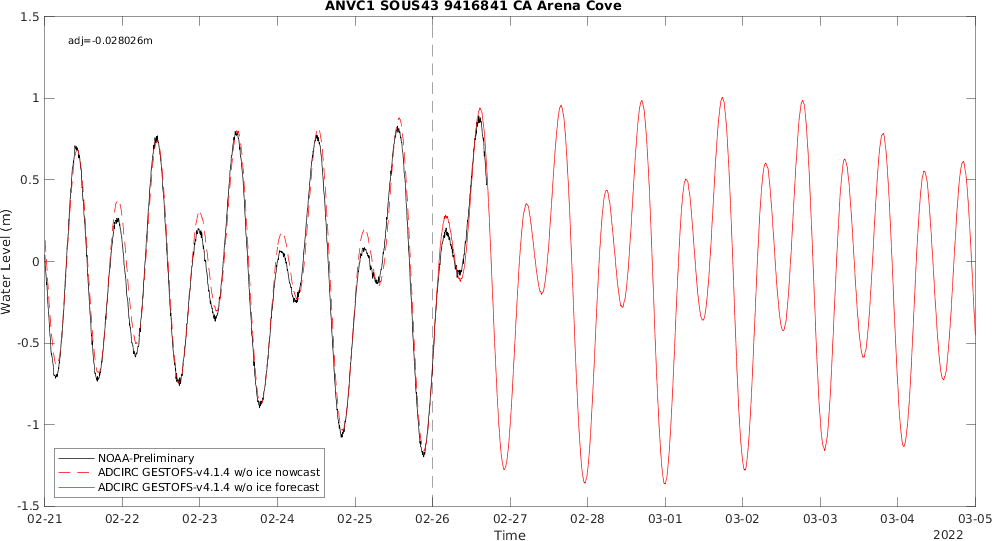 ANVC1 SOUS43 9416841 CA Arena Cove
1.5
adj=-0.028026m
1
0.5
0
-0.5
-1
-1.5
Water Level (m)
NOAA-Preliminary
ADCIRC GESTOFS-v4.1.4 w/o ice nowcast
ADCIRC GESTOFS-v4.1.4 w/o ice forecast
02-21 02-22 02-23 02-24 02-25 02-26 02-27 02-28 03-01 03-02 03-03 03-04 03-05
Time
2022